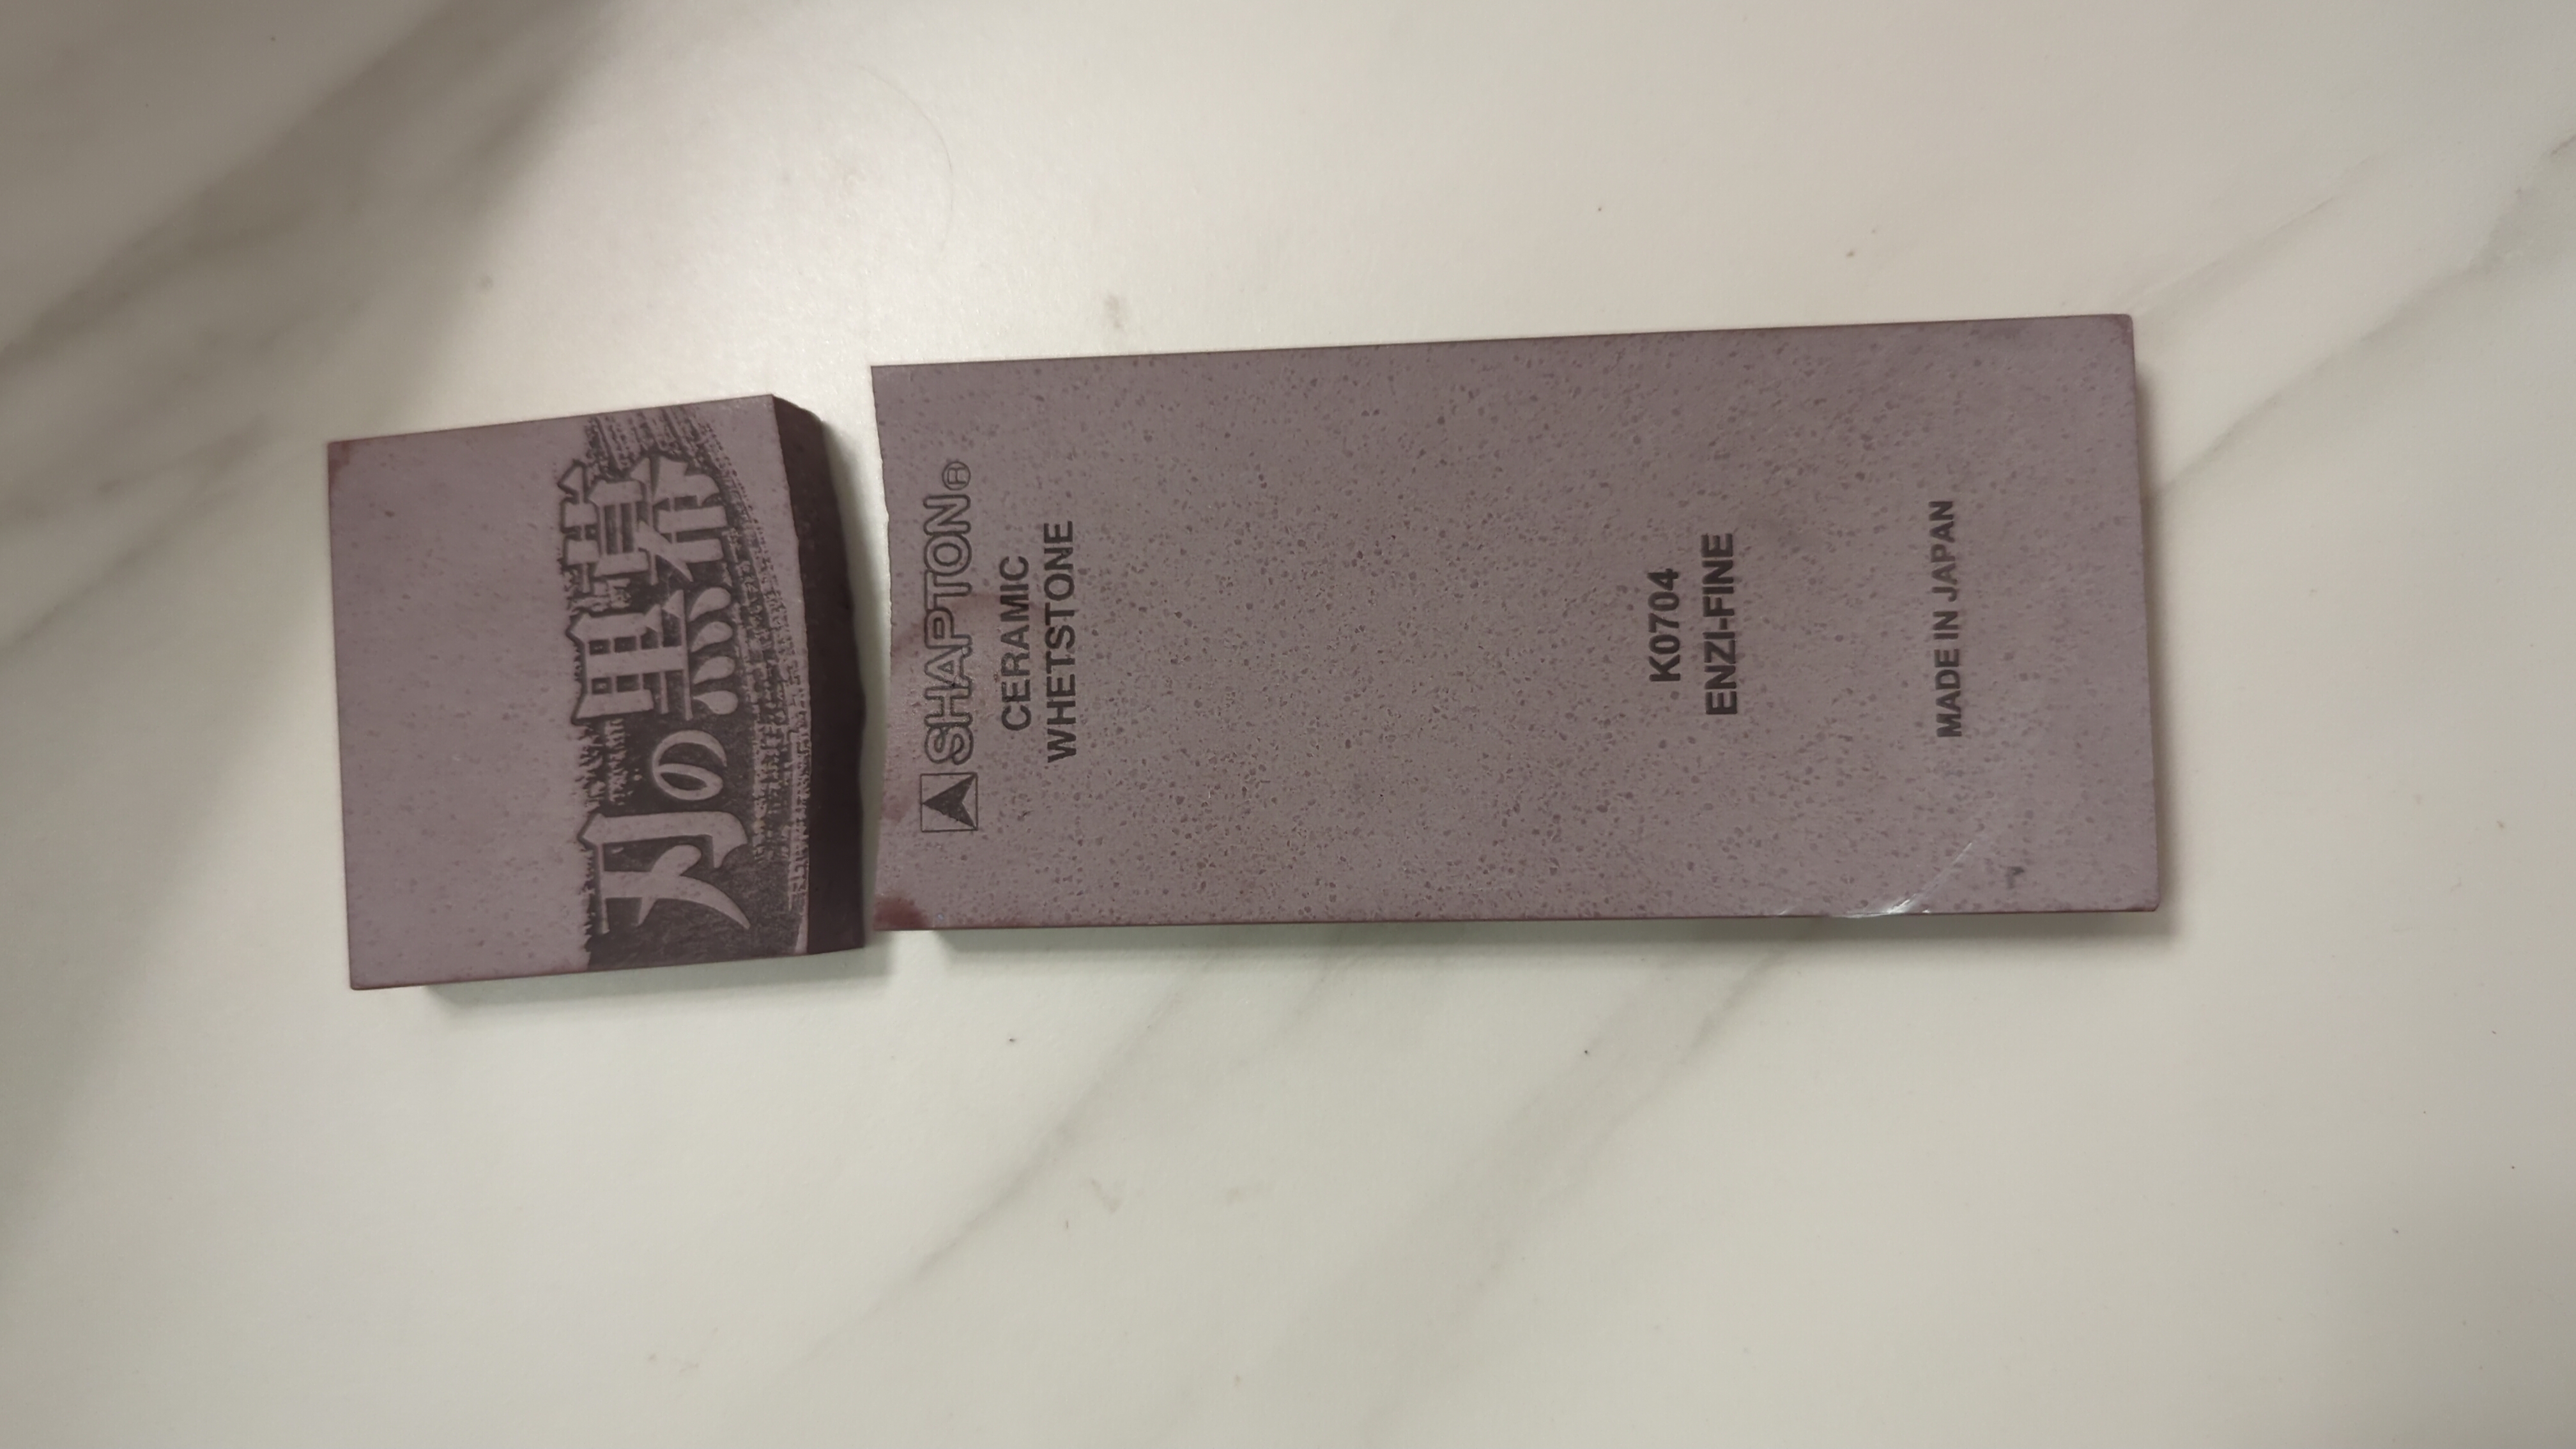 刃の黒幕
SHAPTON®
CERAMIC
WHETSTONE
K0704
ENZI-FINE
MADE IN JAPAN